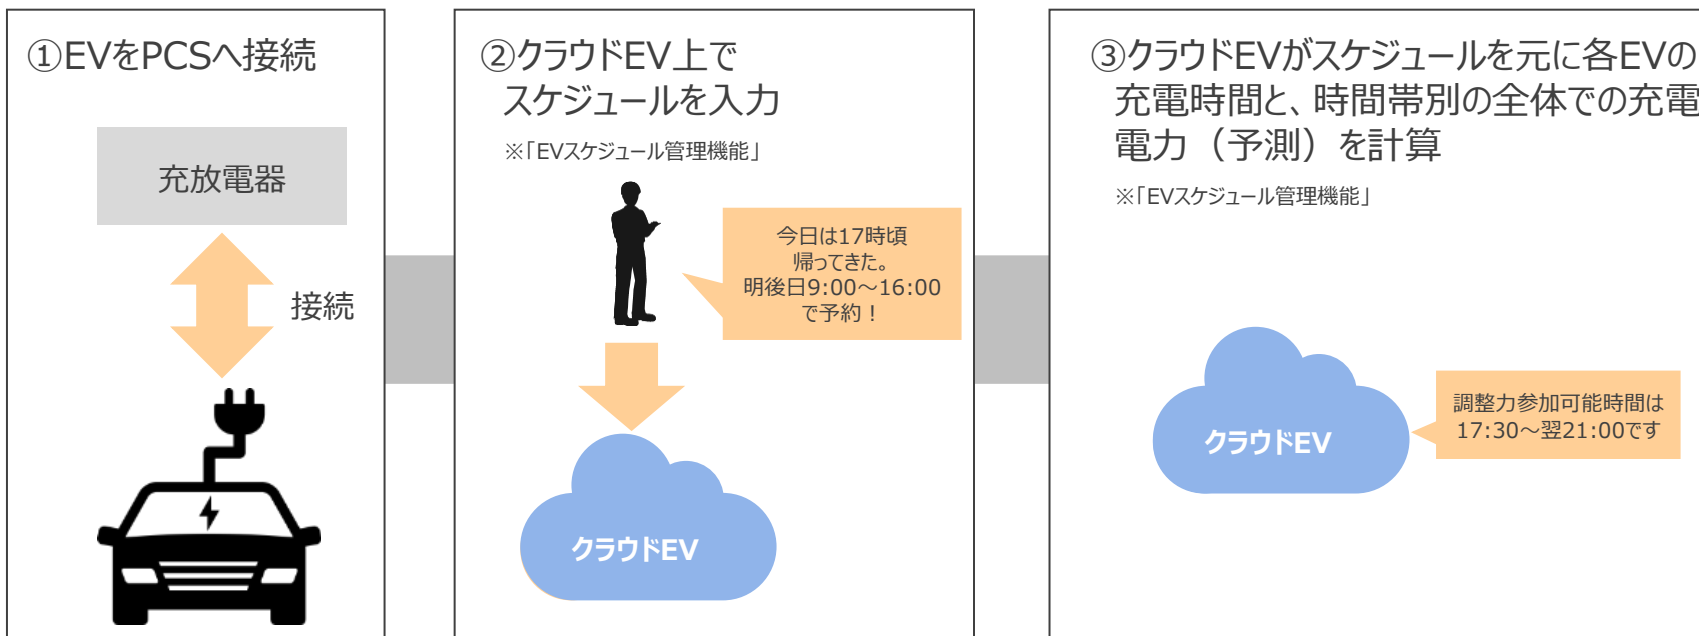 ①EVをPCSへ接続
充放電器
接続
②クラウドEV上で
スケジュールを入力
※「EVスケジュール管理機能」
今日は17時頃
帰ってきた。
明後日9:00～16:00
で予約！
クラウドEV
③クラウドEVがスケジュールを元に各EVの
充電時間と、時間帯別の全体での充電
電力（予測）を計算
※「EVスケジュール管理機能」
クラウドEV
調整力参加可能時間は
17:30～翌21:00です